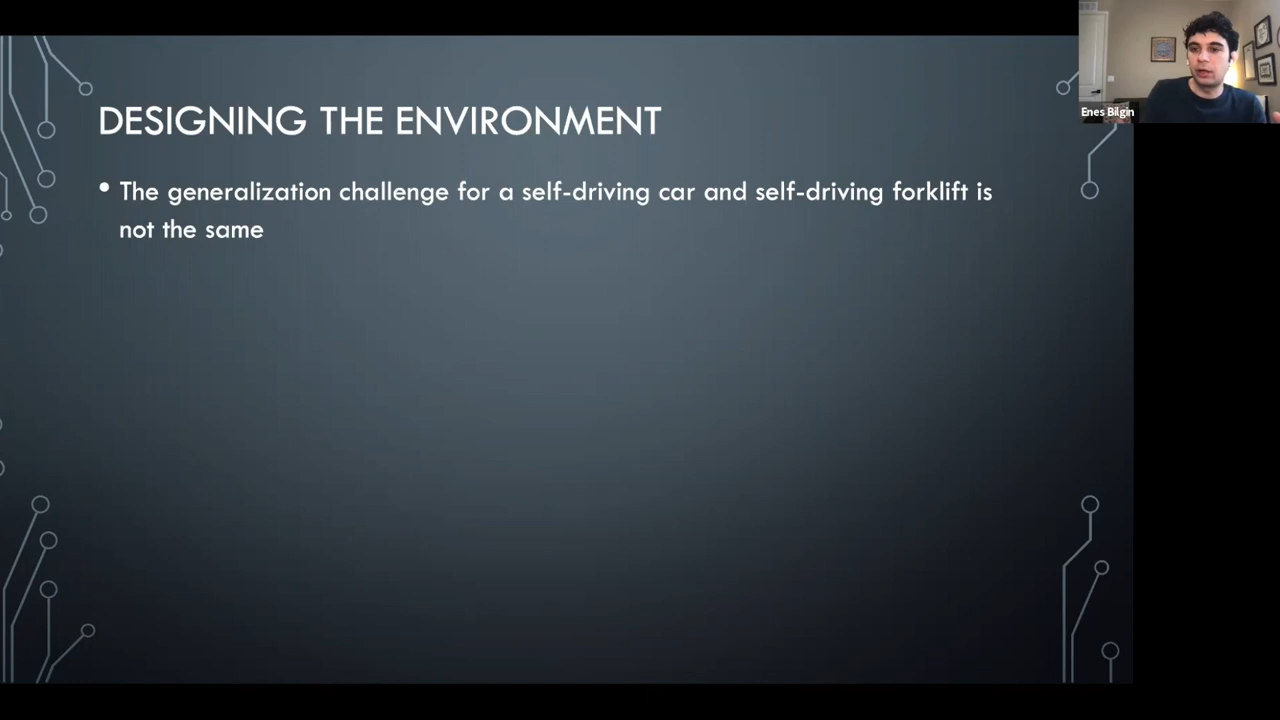 DESIGNING THE ENVIRONMENT
• The generalization challenge for a self-driving car and self-driving forklift is
not the same
Enes Bilgin